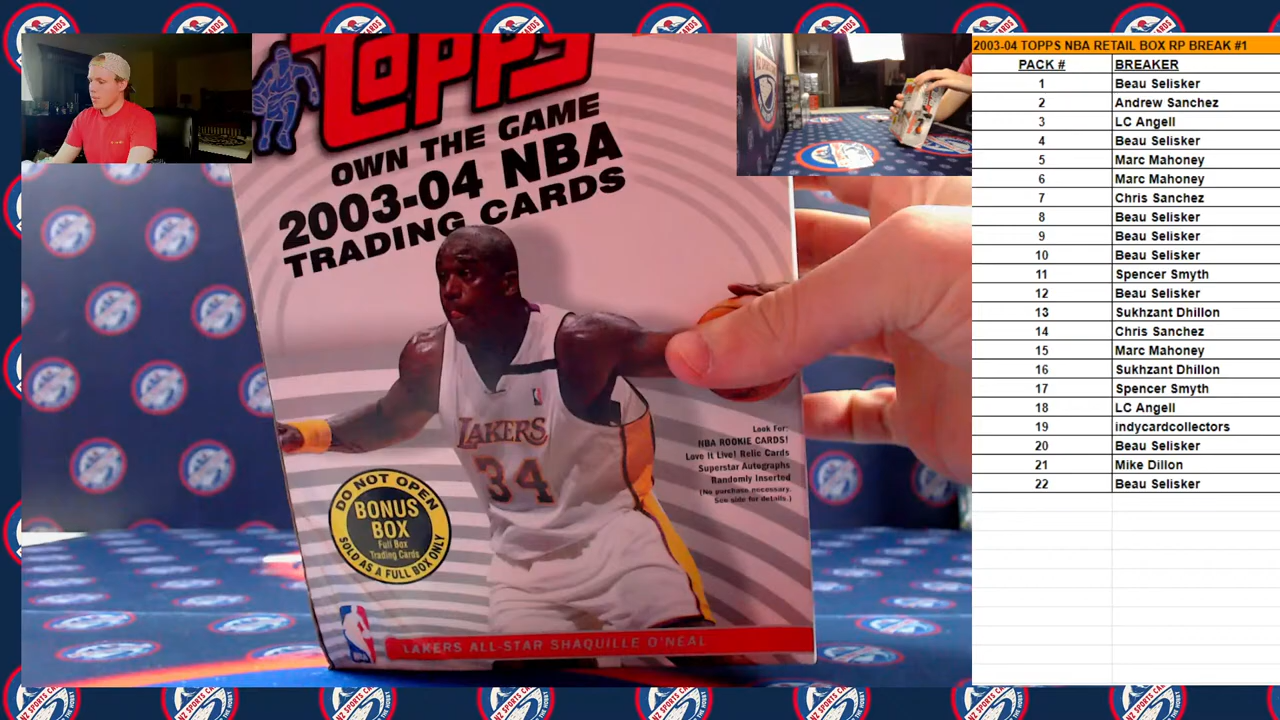 Topps
OWN THE GAME
2003-04 NBA
TRADING CARDS
LAKERS
34
Look For:
NBA ROOKIE CARDS!
Love It Live! Relic Cards
Superstar Autographs
Randomly Inserted
(No purchase necessary.
See side for details.)
DO NOT OPEN
BONUS
BOX
Full Box
Trading Cards
SOLD AS A FULL BOX ONLY
NBA
LAKERS ALL-STAR SHAQUILLE O'NEAL
2003-04 TOPPS NBA RETAIL BOX RP BREAK #1
PACK # BREAKER
1 Beau Selisker
2 Andrew Sanchez
3 LC Angell
4 Beau Selisker
5 Marc Mahoney
6 Marc Mahoney
7 Chris Sanchez
8 Beau Selisker
9 Beau Selisker
10 Beau Selisker
11 Spencer Smyth
12 Beau Selisker
13 Sukhzant Dhillon
14 Chris Sanchez
15 Marc Mahoney
16 Sukhzant Dhillon
17 Spencer Smyth
18 LC Angell
19 indycardcollectors
20 Beau Selisker
21 Mike Dillon
22 Beau Selisker